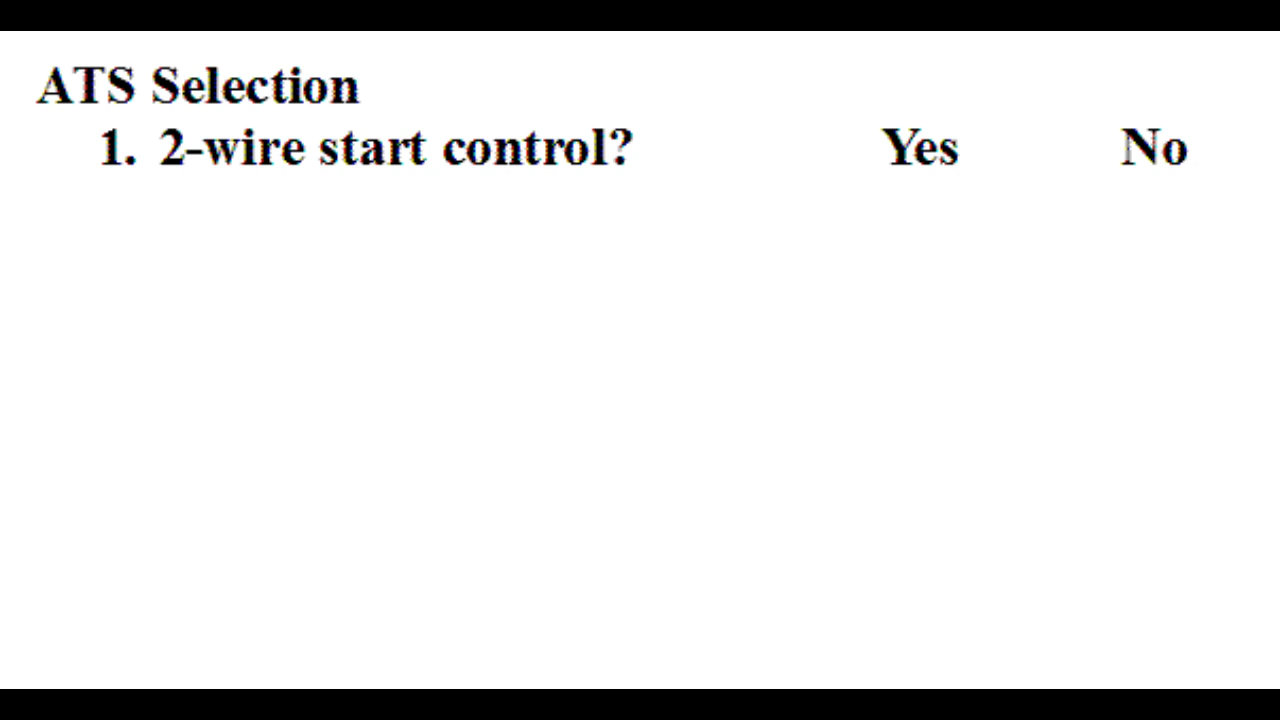 ATS Selection
1. 2-wire start control? Yes No